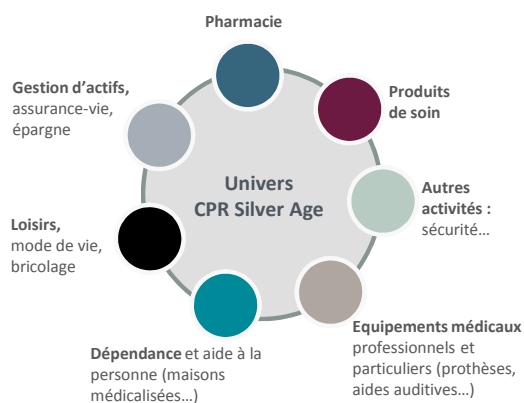 Pharmacie
Produits
de soin
Autres
activités :
sécurité…
Equipements médicaux
professionnels et
particuliers (prothèses,
aides auditives…)
Dépendance et aide à la
personne (maisons
médicalisées…)
Loisirs,
mode de vie,
bricolage
Gestion d’actifs,
assurance-vie,
épargne
Univers
CPR Silver Age